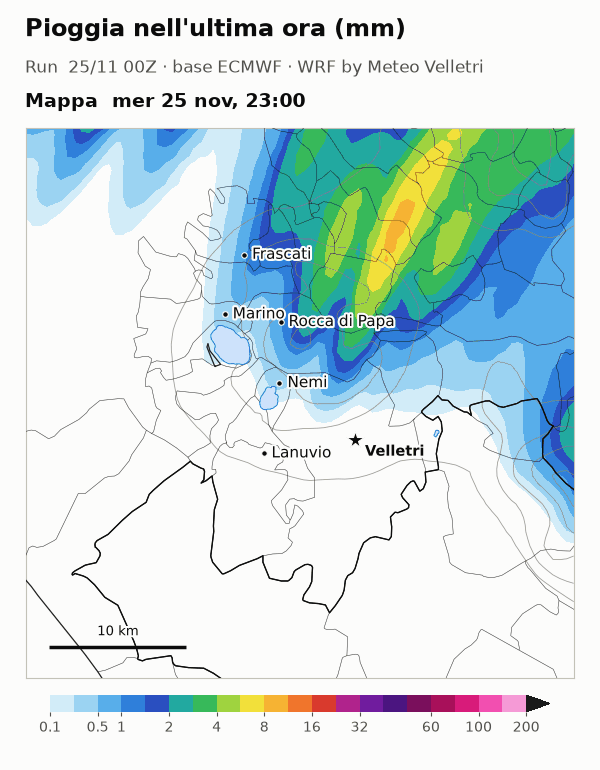 Pioggia nell'ultima ora (mm)
Run  25/11 00Z · base ECMWF · WRF by Meteo Velletri
Mappa  mer 25 nov, 23:00
Frascati
Marino
Rocca di Papa
Nemi
Velletri
Lanuvio
10 km
0.1 0.5 1 2 4 8 16 32 60 100 200